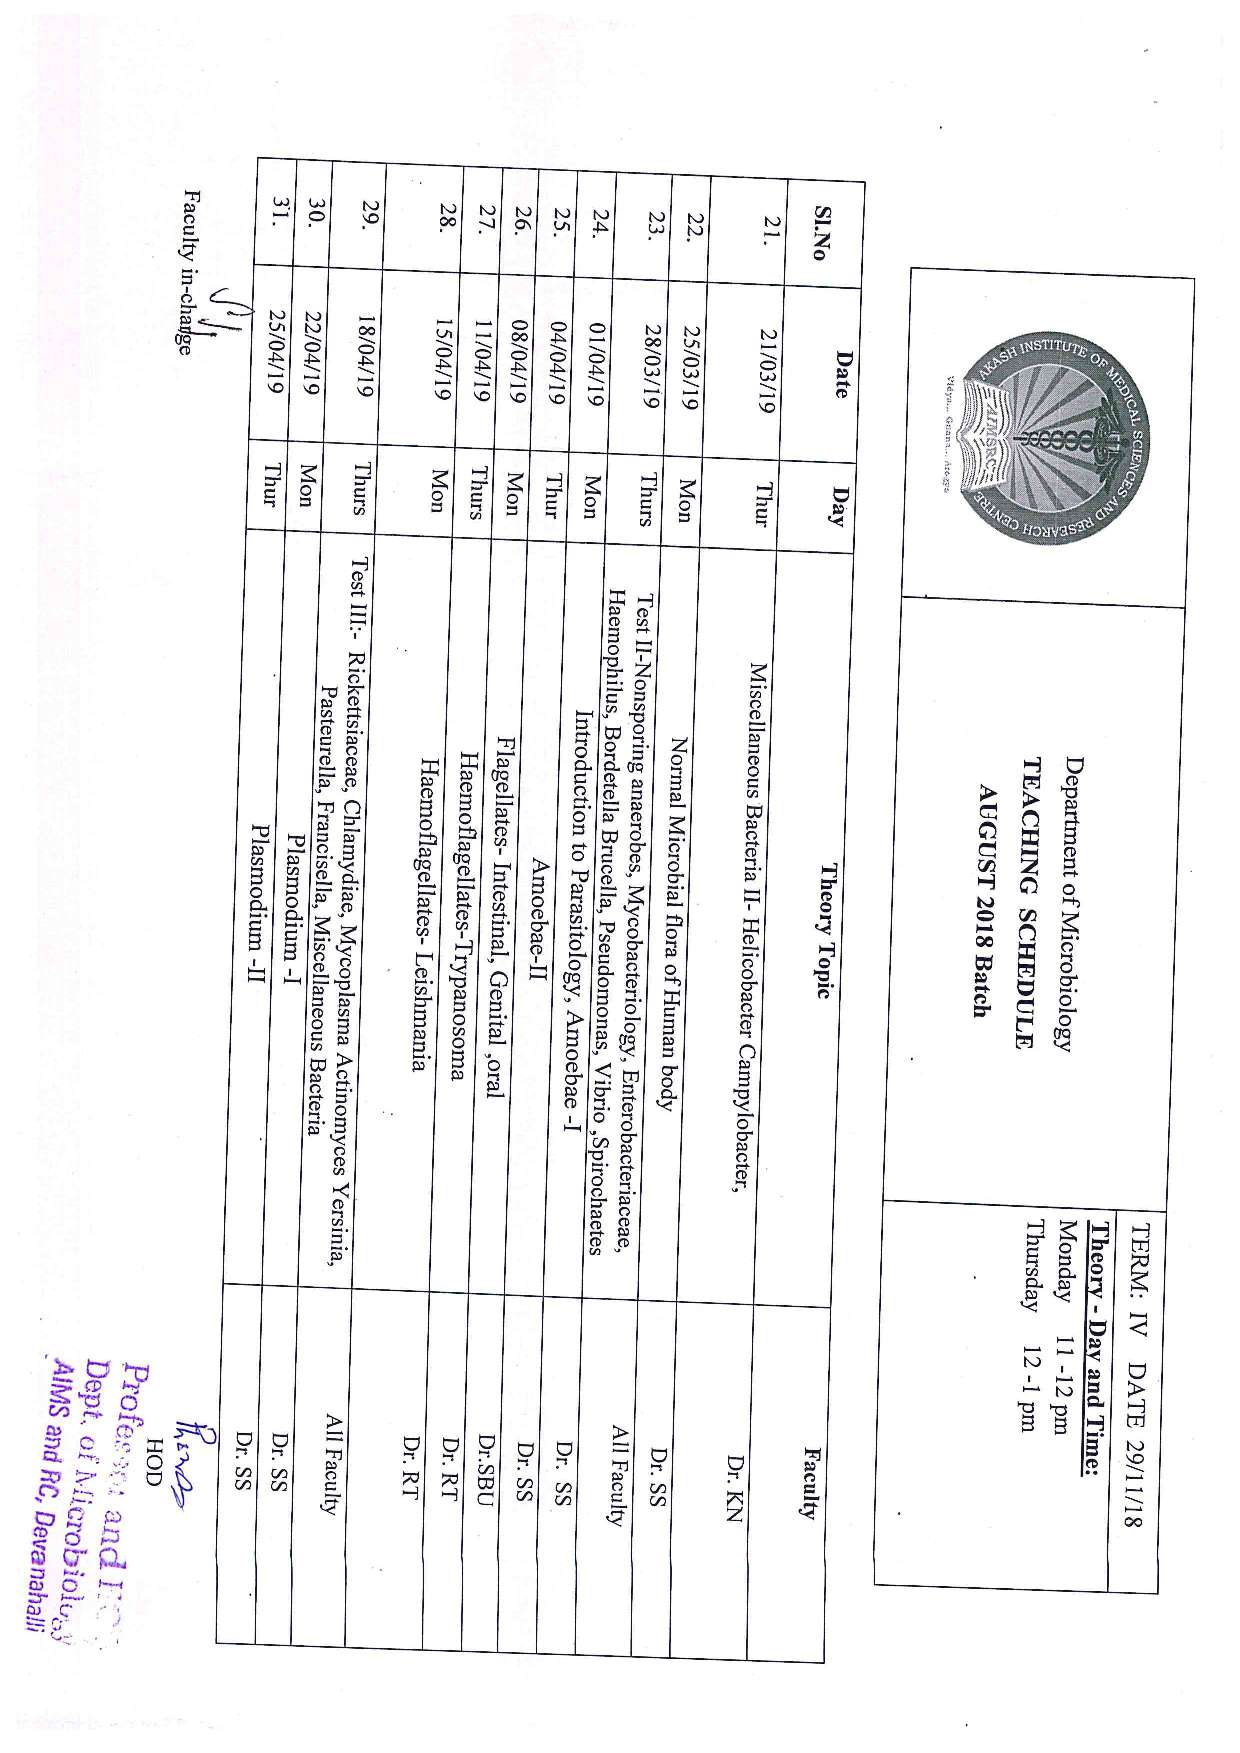 AKASH INSTITUTE OF MEDICAL SCIENCES AND RESEARCH CENTRE
AIMSRC
Vidya... Gnana... Arogya
Department of Microbiology
TEACHING SCHEDULE
AUGUST 2018 Batch
TERM: IV DATE 29/11/18
Theory - Day and Time:
Monday 11 -12 pm
Thursday 12 -1 pm
Sl.No Date Day Theory Topic Faculty
21. 21/03/19 Thur Miscellaneous Bacteria II- Helicobacter Campylobacter, Dr. KN
22. 25/03/19 Mon Normal Microbial flora of Human body Dr. SS
23. 28/03/19 Thurs Test II-Nonsporing anaerobes, Mycobacteriology, Enterobacteriaceae, All Faculty
Haemophilus, Bordetella Brucella, Pseudomonas, Vibrio ,Spirochaetes
24. 01/04/19 Mon Introduction to Parasitology, Amoebae -I Dr. SS
25. 04/04/19 Thur Amoebae-II Dr. SS
26. 08/04/19 Mon Flagellates- Intestinal, Genital ,oral Dr.SBU
27. 11/04/19 Thurs Haemoflagellates-Trypanosoma Dr. RT
28. 15/04/19 Mon Haemoflagellates- Leishmania Dr. RT
29. 18/04/19 Thurs Test III:- Rickettsiaceae, Chlamydiae, Mycoplasma Actinomyces Yersinia, All Faculty
Pasteurella, Francisella, Miscellaneous Bacteria
30. 22/04/19 Mon Plasmodium -I Dr. SS
31. 25/04/19 Thur Plasmodium -II Dr. SS
Faculty in-charge
HOD
Professor and
Dept. of Microbiology
AIMS and RC, Devanahalli